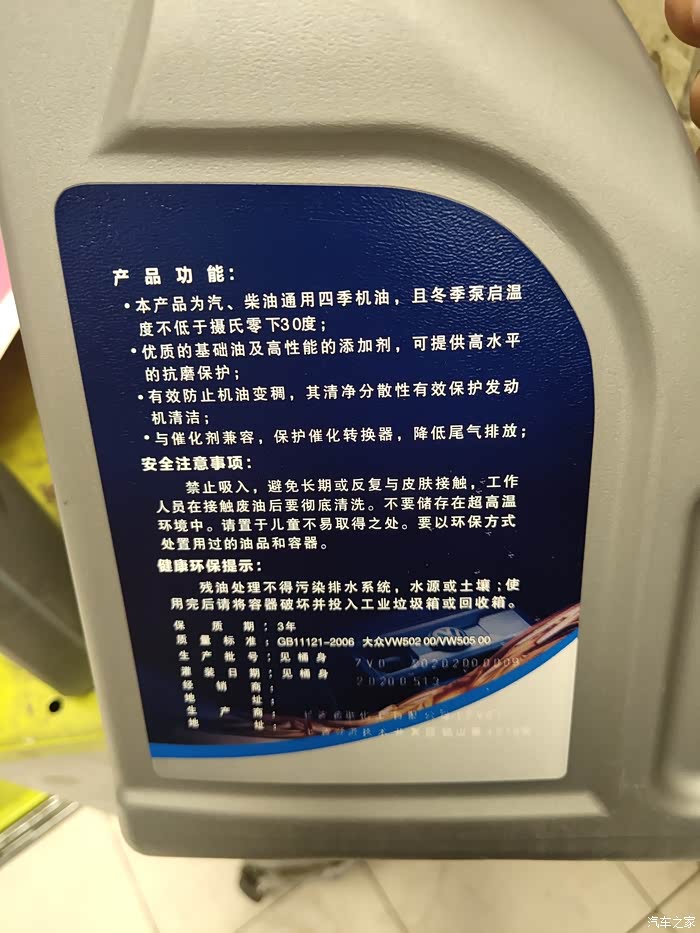 产品功能：
•本产品为汽、柴油通用四季机油，且冬季泵启温
度不低于摄氏零下30度；
•优质的基础油及高性能的添加剂，可提供高水平
的抗磨保护；
•有效防止机油变稠，其清净分散性有效保护发动
机清洁；
•与催化剂兼容，保护催化转换器，降低尾气排放；
安全注意事项：
禁止吸入，避免长期或反复与皮肤接触，工作
人员在接触废油后要彻底清洗。不要储存在超高温
环境中。请置于儿童不易取得之处。要以环保方式
处置用过的油品和容器。
健康环保提示：
残油处理不得污染排水系统，水源或土壤；使
用完后请将容器破坏并投入工业垃圾箱或回收箱。
保质期：3年
质量标准：GB11121-2006 大众VW502 00/VW505 00
生产批号：见桶身
灌装日期：见桶身
20200513
经销商：
地址：
生产商：
地址：
汽车之家